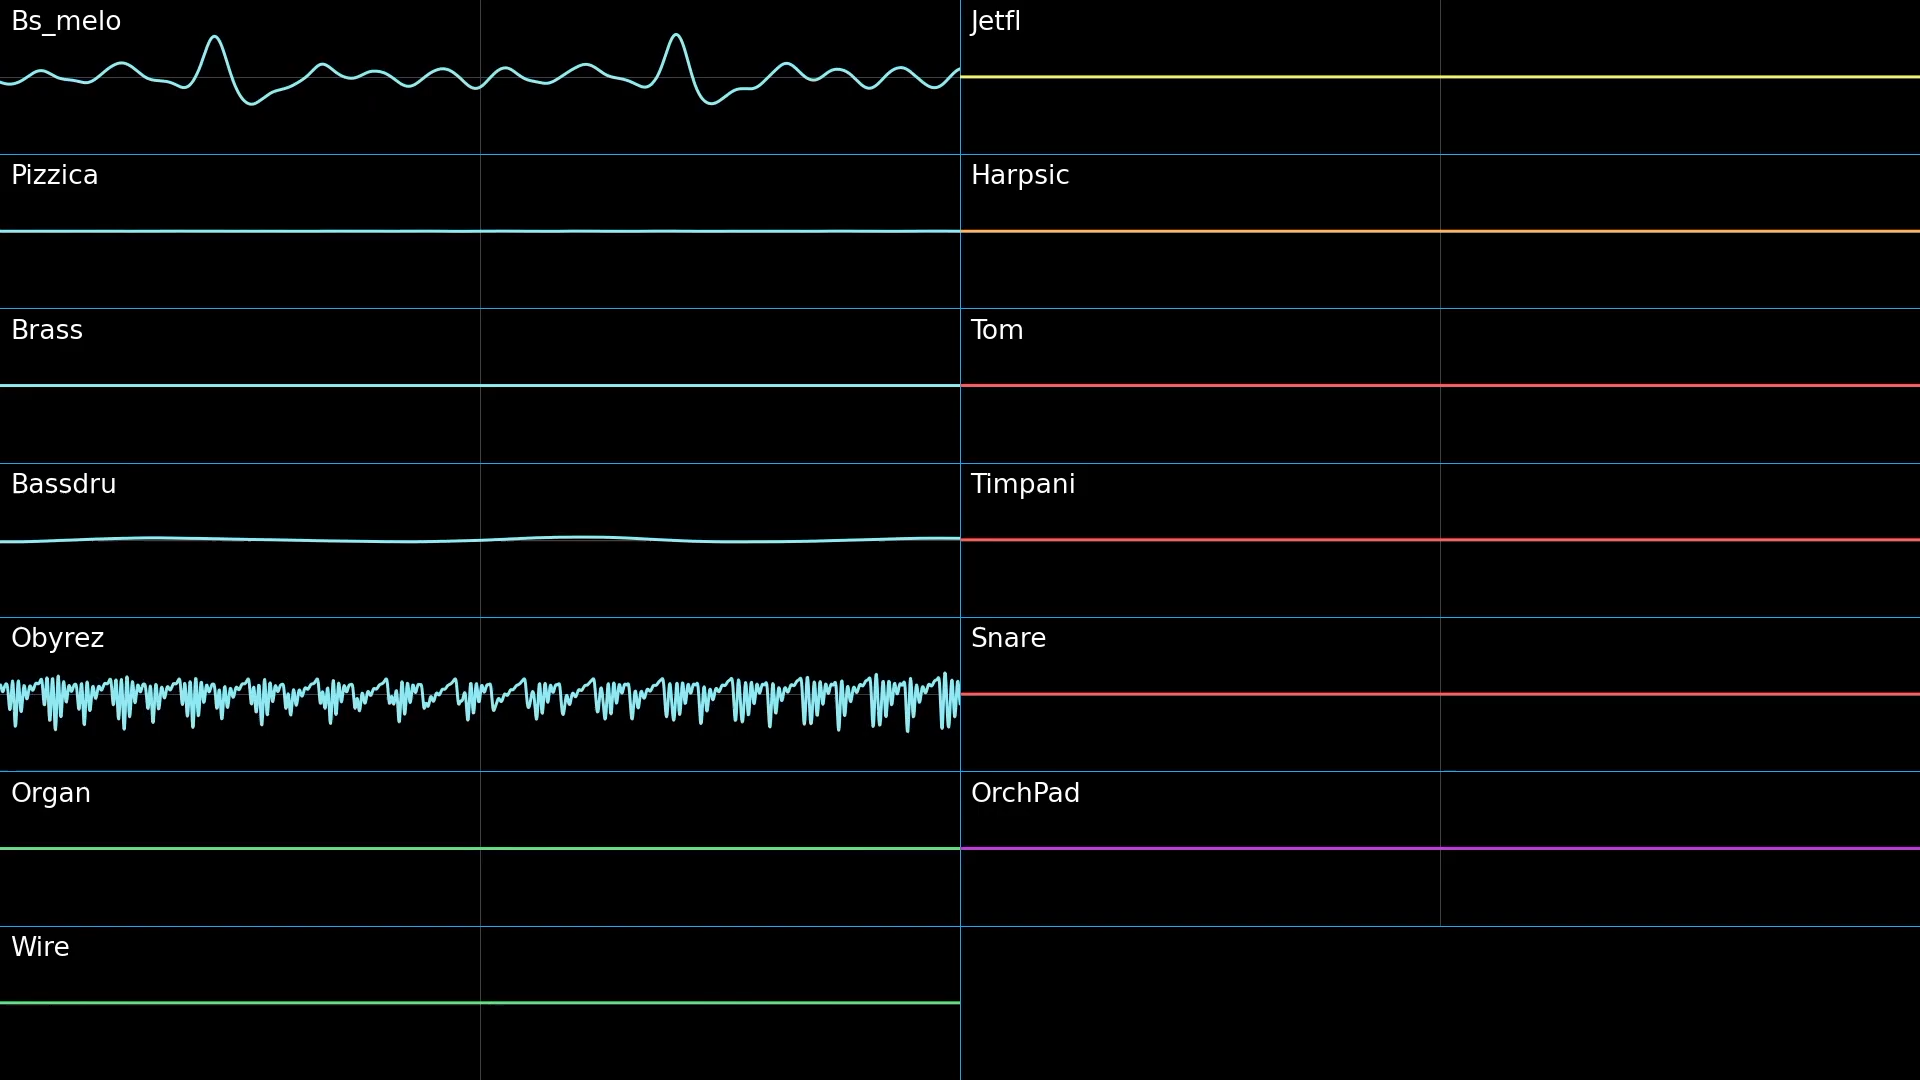 Bs_melo
Pizzica
Brass
Bassdru
Obyrez
Organ
Wire
Jetfl
Harpsic
Tom
Timpani
Snare
OrchPad